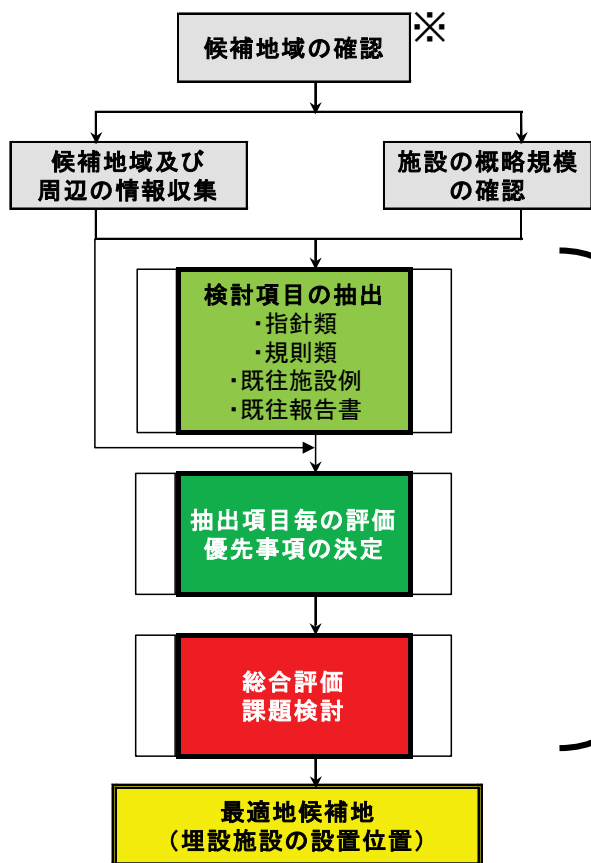 候補地域の確認※
候補地域及び
周辺の情報収集
施設の概略規模
の確認
検討項目の抽出
・指針類
・規則類
・既往施設例
・既往報告書
抽出項目毎の評価
優先事項の決定
総合評価
課題検討
最適地候補地
（埋設施設の設置位置）